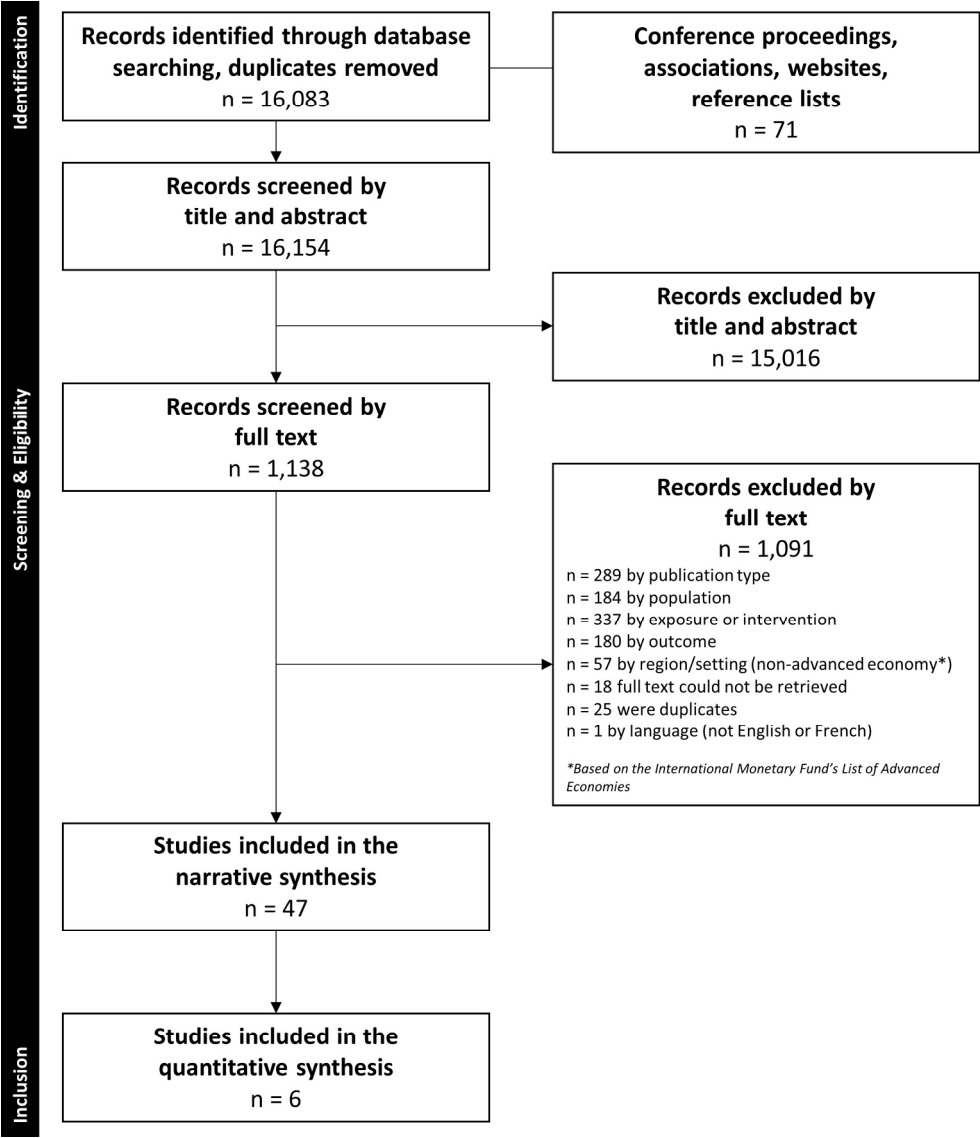 Identification
Records identified through database
searching, duplicates removed
n = 16,083
Conference proceedings,
associations, websites,
reference lists
n = 71
Screening & Eligibility
Records screened by
title and abstract
n = 16,154
Records excluded by
title and abstract
n = 15,016
Records screened by
full text
n = 1,138
Records excluded by
full text
n = 1,091
n = 289 by publication type
n = 184 by population
n = 337 by exposure or intervention
n = 180 by outcome
n = 57 by region/setting (non-advanced economy*)
n = 18 full text could not be retrieved
n = 25 were duplicates
n = 1 by language (not English or French)
*Based on the International Monetary Fund's List of Advanced
Economies
Studies included in the
narrative synthesis
n = 47
Inclusion
Studies included in the
quantitative synthesis
n = 6